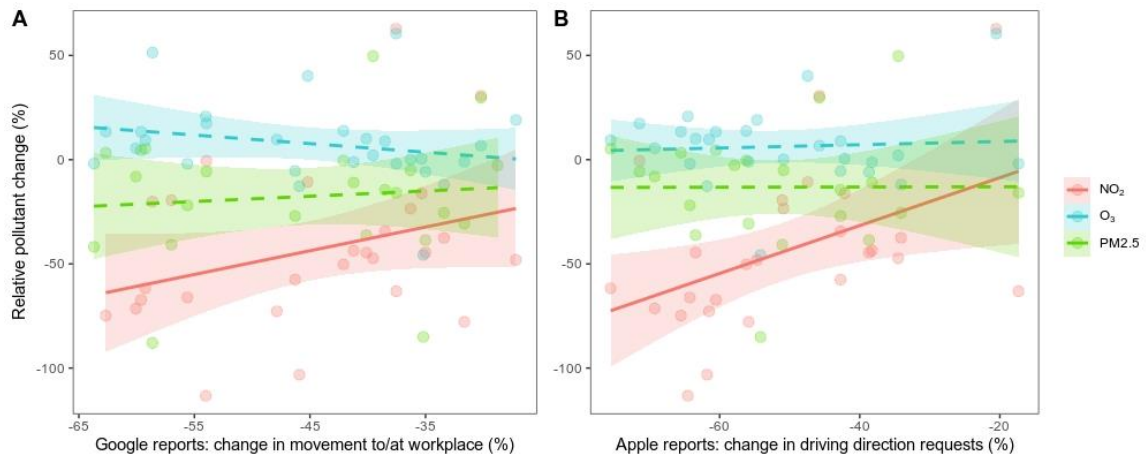 A
B
Relative pollutant change (%)
50
0
-50
-100
-65
-55
-45
-35
Google reports: change in movement to/at workplace (%)
-60
-40
-20
Apple reports: change in driving direction requests (%)
NO₂
O₃
PM2.5